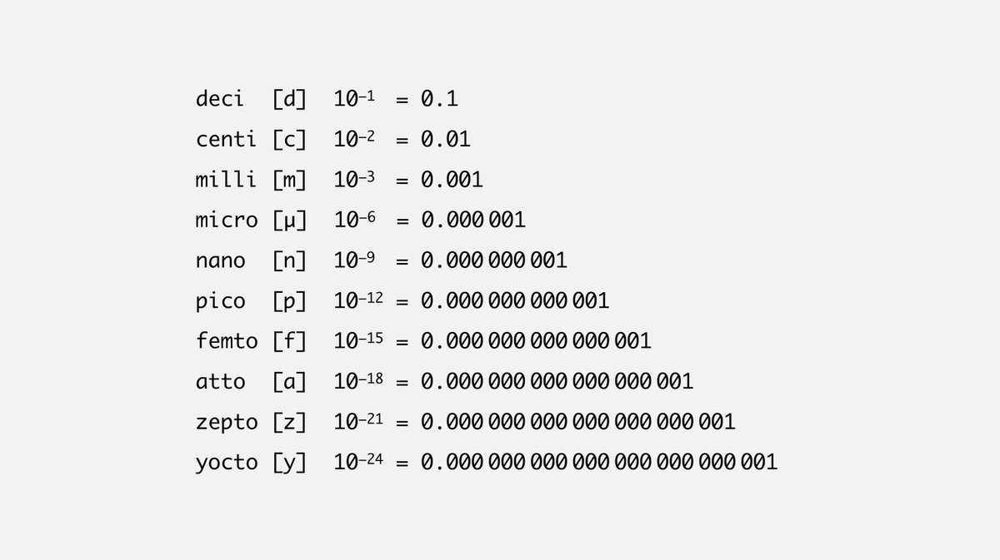 deci [d] 10⁻¹ = 0.1
centi [c] 10⁻² = 0.01
milli [m] 10⁻³ = 0.001
micro [µ] 10⁻⁶ = 0.000 001
nano [n] 10⁻⁹ = 0.000 000 001
pico [p] 10⁻¹² = 0.000 000 000 001
femto [f] 10⁻¹⁵ = 0.000 000 000 000 001
atto [a] 10⁻¹⁸ = 0.000 000 000 000 000 001
zepto [z] 10⁻²¹ = 0.000 000 000 000 000 000 001
yocto [y] 10⁻²⁴ = 0.000 000 000 000 000 000 000 001